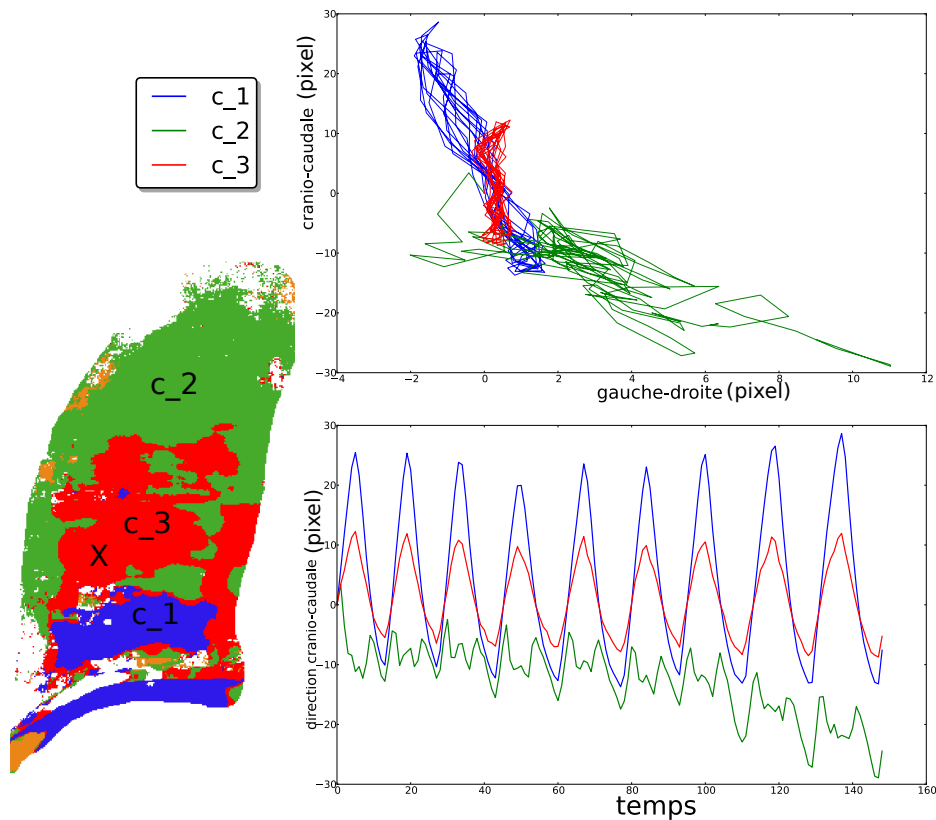 c_1
c_2
c_3
c_2
c_3
X
c_1
cranio-caudale (pixel)
30
20
10
0
−10
−20
−30
−4
−2
0
2
4
6
8
10
12
gauche-droite (pixel)
direction cranio-caudale (pixel)
30
20
10
0
−10
−20
−30
0
20
40
60
80
100
120
140
160
temps